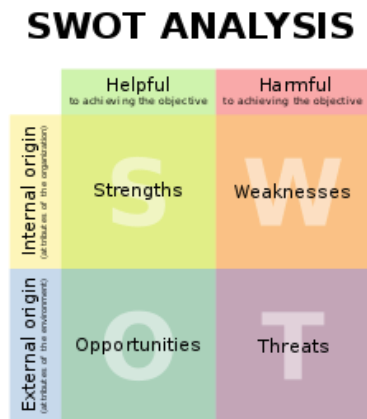 SWOT ANALYSIS
Helpful
to achieving the objective
Harmful
to achieving the objective
Internal origin
(attributes of the organization)
S
Strengths
W
Weaknesses
External origin
(attributes of the environment)
O
Opportunities
T
Threats